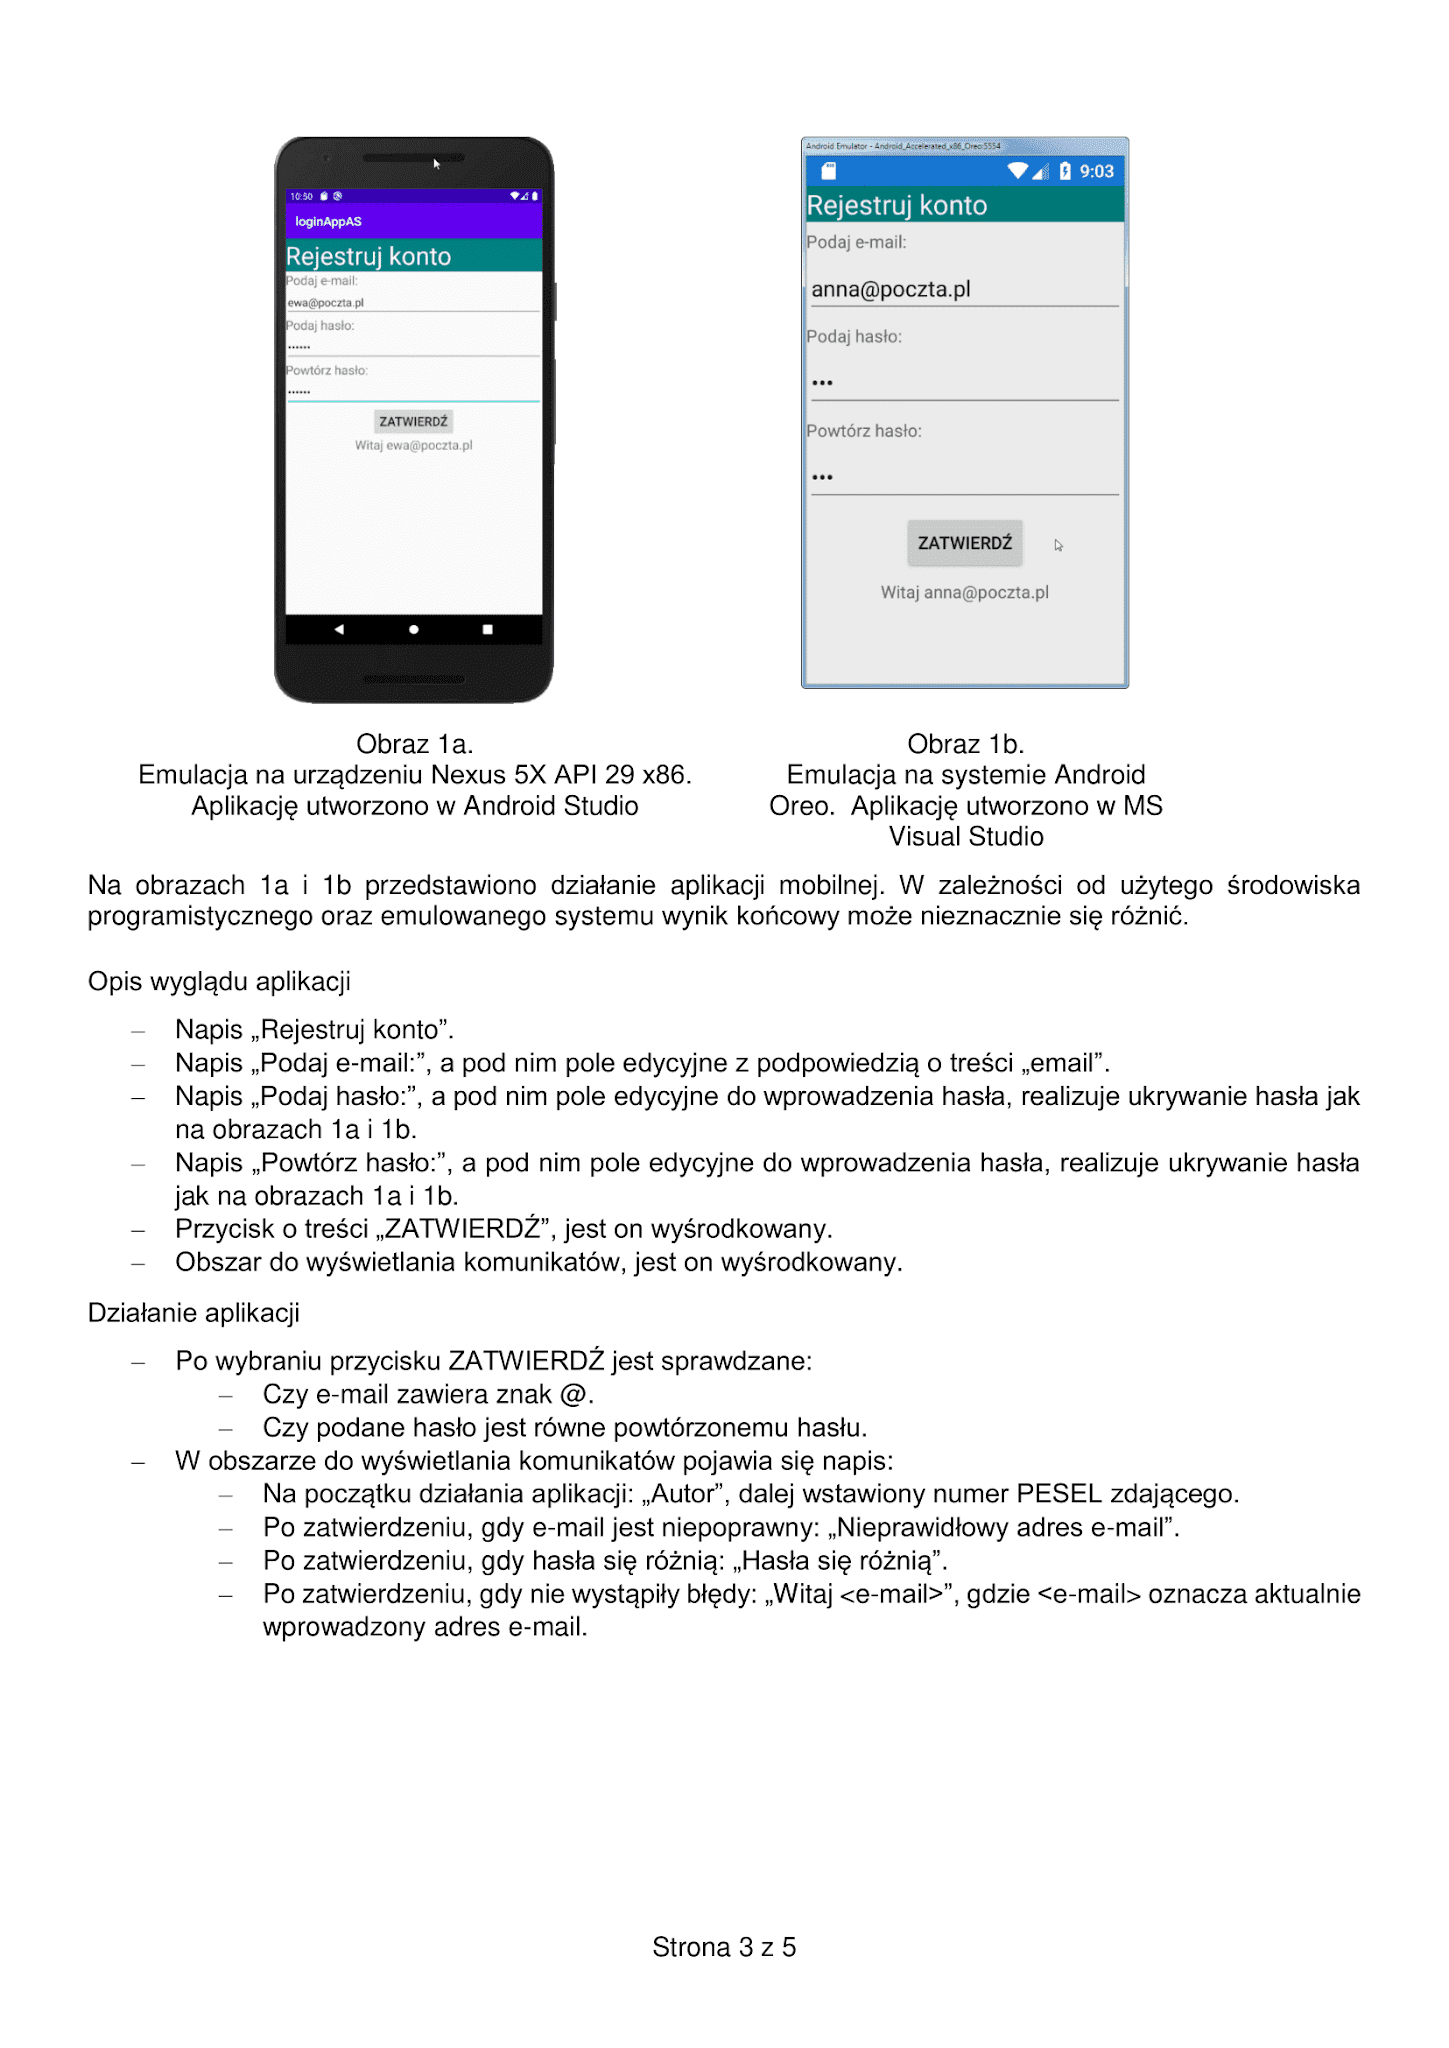 10:50
loginAppAS
Rejestruj konto
Podaj e-mail:
ewa@poczta.pl
Podaj hasło:
••••••
Powtórz hasło:
••••••
ZATWIERDŹ
Witaj ewa@poczta.pl
Android Emulator - Android_Accelerated_x86_Oreo:5554
9:03
Rejestruj konto
Podaj e-mail:
anna@poczta.pl
Podaj hasło:
•••
Powtórz hasło:
•••
ZATWIERDŹ
Witaj anna@poczta.pl
Obraz 1a.
Emulacja na urządzeniu Nexus 5X API 29 x86.
Aplikację utworzono w Android Studio
Obraz 1b.
Emulacja na systemie Android
Oreo. Aplikację utworzono w MS
Visual Studio
Na obrazach 1a i 1b przedstawiono działanie aplikacji mobilnej. W zależności od użytego środowiska
programistycznego oraz emulowanego systemu wynik końcowy może nieznacznie się różnić.
Opis wyglądu aplikacji
– Napis „Rejestruj konto”.
– Napis „Podaj e-mail:”, a pod nim pole edycyjne z podpowiedzią o treści „email”.
– Napis „Podaj hasło:”, a pod nim pole edycyjne do wprowadzenia hasła, realizuje ukrywanie hasła jak
na obrazach 1a i 1b.
– Napis „Powtórz hasło:”, a pod nim pole edycyjne do wprowadzenia hasła, realizuje ukrywanie hasła
jak na obrazach 1a i 1b.
– Przycisk o treści „ZATWIERDŹ”, jest on wyśrodkowany.
– Obszar do wyświetlania komunikatów, jest on wyśrodkowany.
Działanie aplikacji
– Po wybraniu przycisku ZATWIERDŹ jest sprawdzane:
– Czy e-mail zawiera znak @.
– Czy podane hasło jest równe powtórzonemu hasłu.
– W obszarze do wyświetlania komunikatów pojawia się napis:
– Na początku działania aplikacji: „Autor”, dalej wstawiony numer PESEL zdającego.
– Po zatwierdzeniu, gdy e-mail jest niepoprawny: „Nieprawidłowy adres e-mail”.
– Po zatwierdzeniu, gdy hasła się różnią: „Hasła się różnią”.
– Po zatwierdzeniu, gdy nie wystąpiły błędy: „Witaj <e-mail>”, gdzie <e-mail> oznacza aktualnie
wprowadzony adres e-mail.
Strona 3 z 5